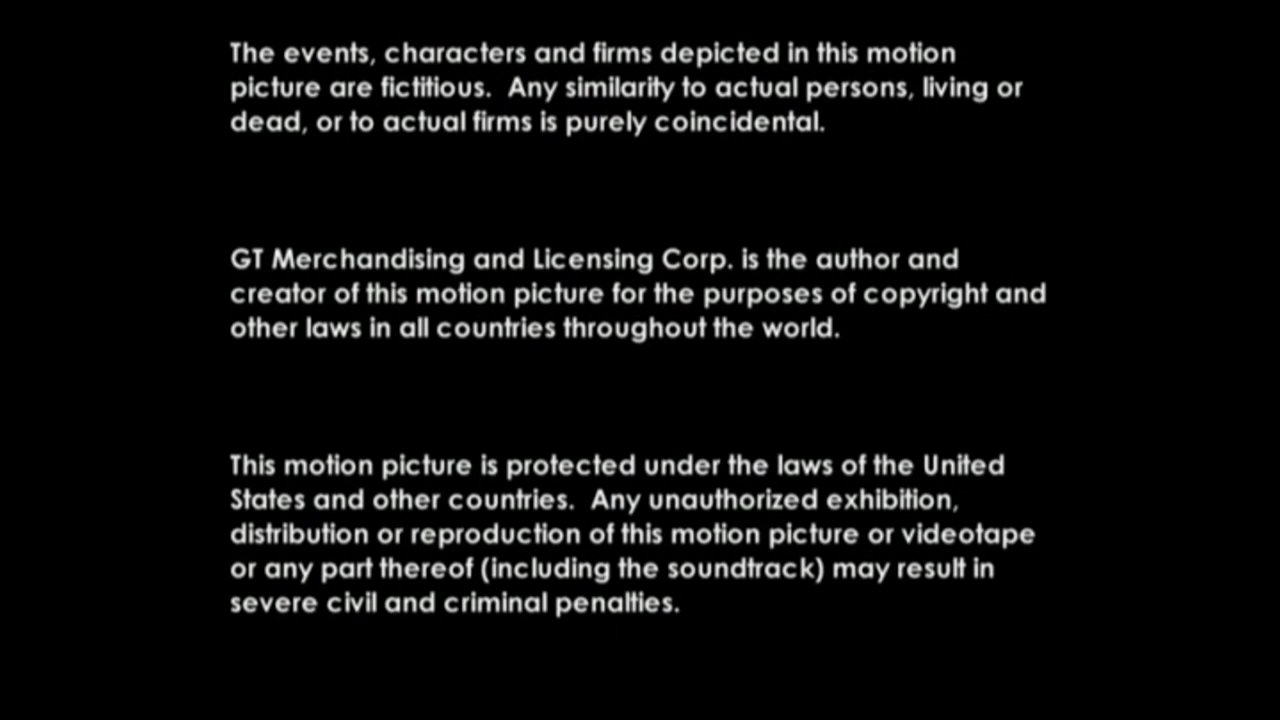 The events, characters and firms depicted in this motion
picture are fictitious.  Any similarity to actual persons, living or
dead, or to actual firms is purely coincidental.
GT Merchandising and Licensing Corp. is the author and
creator of this motion picture for the purposes of copyright and
other laws in all countries throughout the world.
This motion picture is protected under the laws of the United
States and other countries.  Any unauthorized exhibition,
distribution or reproduction of this motion picture or videotape
or any part thereof (including the soundtrack) may result in
severe civil and criminal penalties.